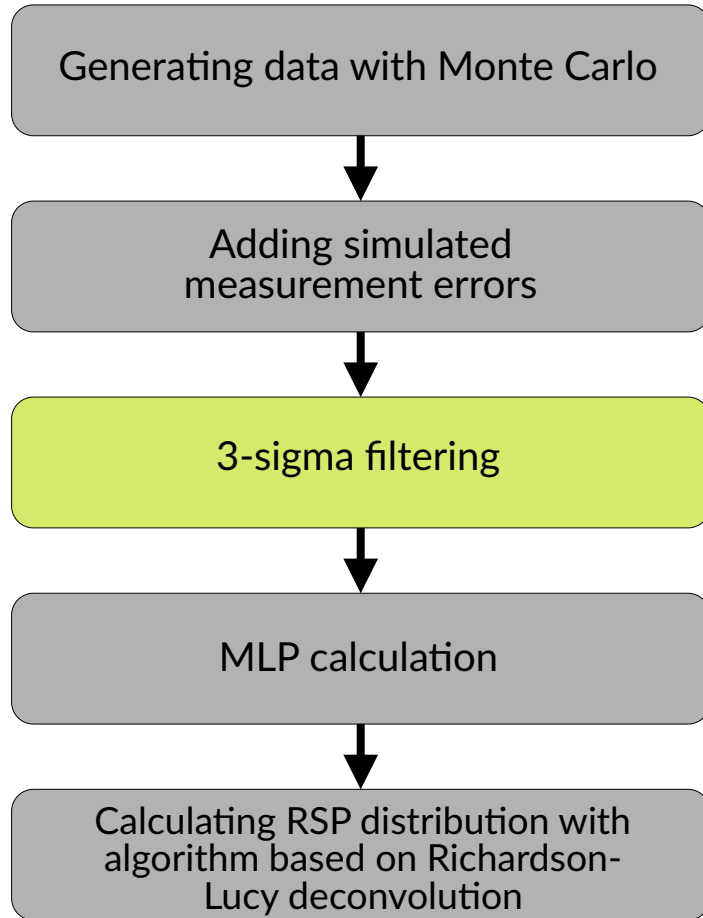 Generating data with Monte Carlo
Adding simulated
measurement errors
3-sigma filtering
MLP calculation
Calculating RSP distribution with
algorithm based on Richardson-
Lucy deconvolution